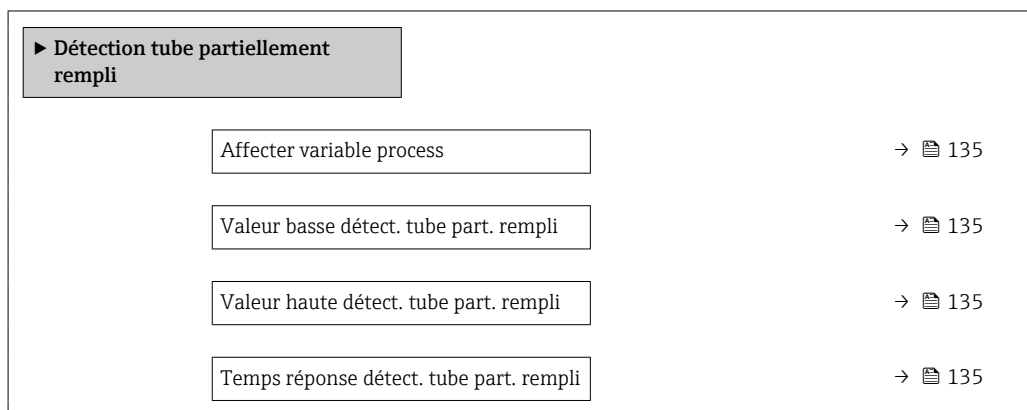 ▶ Détection tube partiellement
rempli
Affecter variable process → 135
Valeur basse détect. tube part. rempli → 135
Valeur haute détect. tube part. rempli → 135
Temps réponse détect. tube part. rempli → 135